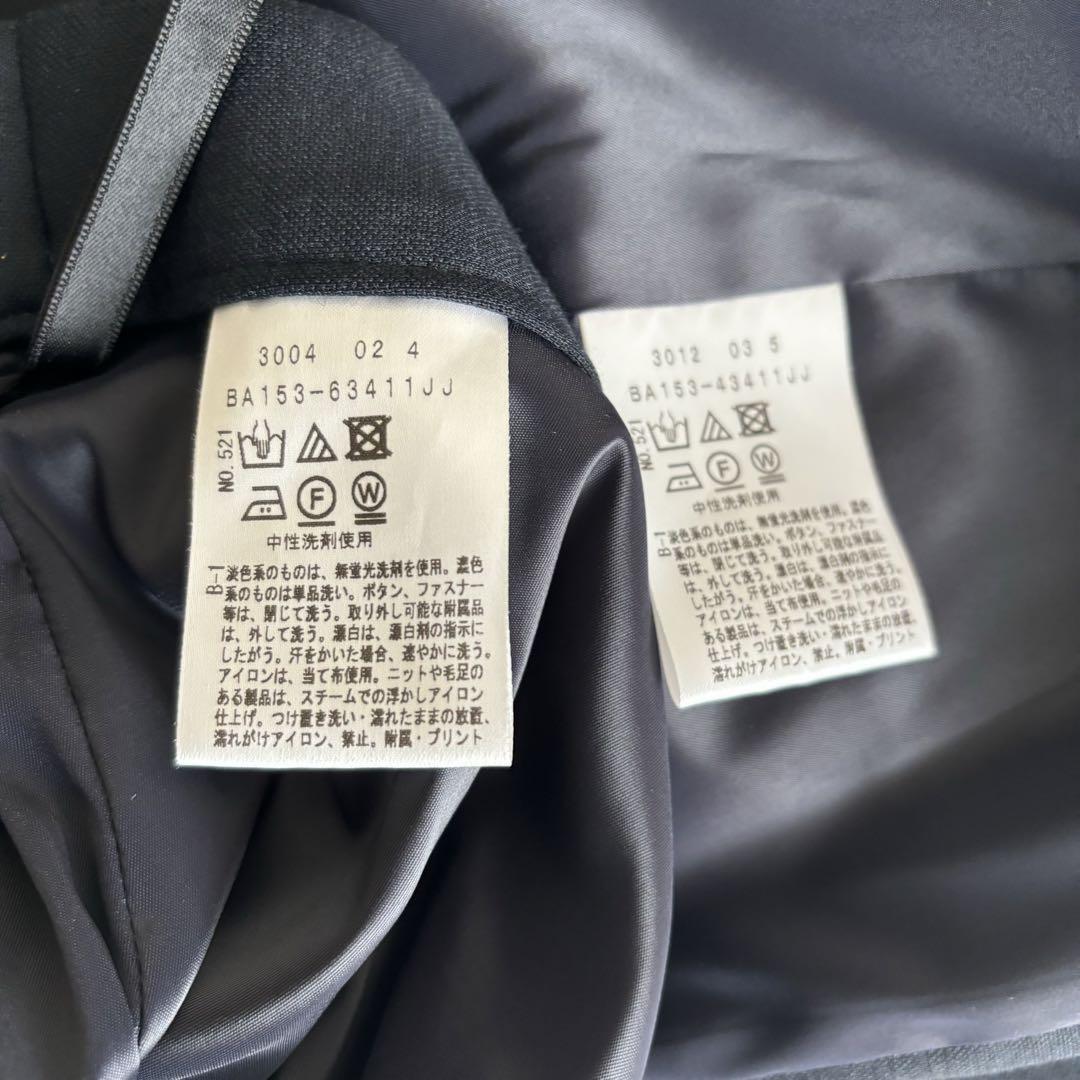 3004 02 4
BA153-63411JJ
NO.521
F W
中性洗剤使用
B-1
淡色系のものは、無蛍光洗剤を使用。濃色
系のものは単品洗い。ボタン、ファスナー
等は、閉じて洗う。取り外し可能な附属品
は、外して洗う。漂白は、漂白剤の指示に
したがう。汗をかいた場合、速やかに洗う。
アイロンは、当て布使用。ニットや毛足の
ある製品は、スチームでの浮かしアイロン
仕上げ。つけ置き洗い・濡れたままの放置、
濡れがけアイロン、禁止。附属・プリント
3012 03 5
BA153-43411JJ
NO.521
F W
中性洗剤使用
B-1
淡色系のものは、無蛍光洗剤を使用。濃色
系のものは単品洗い。ボタン、ファスナー
等は、閉じて洗う。取り外し可能な附属品
は、外して洗う。漂白は、漂白剤の指示に
したがう。汗をかいた場合、速やかに洗う。
アイロンは、当て布使用。ニットや毛足の
ある製品は、スチームでの浮かしアイロン
仕上げ。つけ置き洗い・濡れたままの放置、
濡れがけアイロン、禁止。附属・プリント